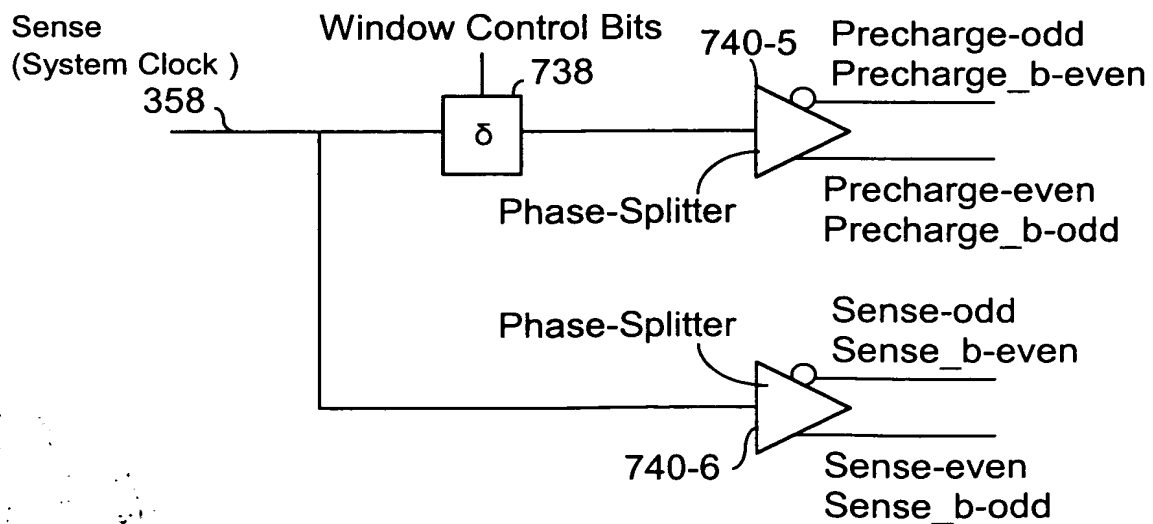 Sense
(System Clock )
358
Window Control Bits
738
δ
740-5
Precharge-odd
Precharge_b-even
Phase-Splitter
Precharge-even
Precharge_b-odd
Phase-Splitter
Sense-odd
Sense_b-even
740-6
Sense-even
Sense_b-odd